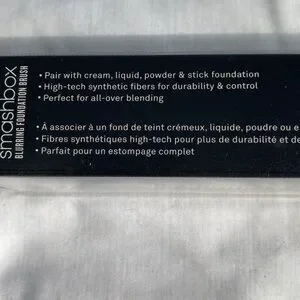 smashbox
BLURRING FOUNDATION BRUSH
• Pair with cream, liquid, powder & stick foundation
• High-tech synthetic fibers for durability & control
• Perfect for all-over blending
• À associer à un fond de teint crémeux, liquide, poudre ou e
• Fibres synthétiques high-tech pour plus de durabilité et de
• Parfait pour un estompage complet